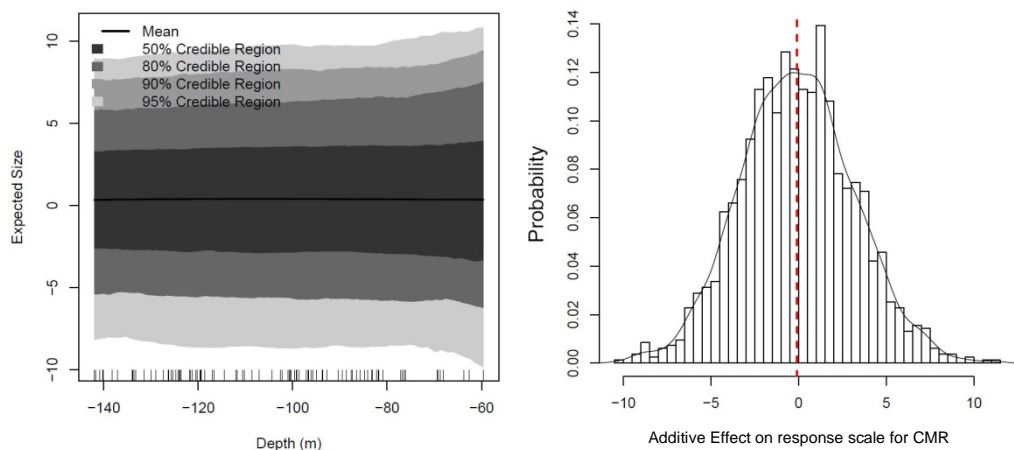 Mean
50% Credible Region
80% Credible Region
90% Credible Region
95% Credible Region
Expected Size
10
5
0
−5
−10
−140
−120
−100
−80
−60
Depth (m)
Probability
0.14
0.12
0.10
0.08
0.06
0.04
0.02
0.00
−10
−5
0
5
10
Additive Effect on response scale for CMR